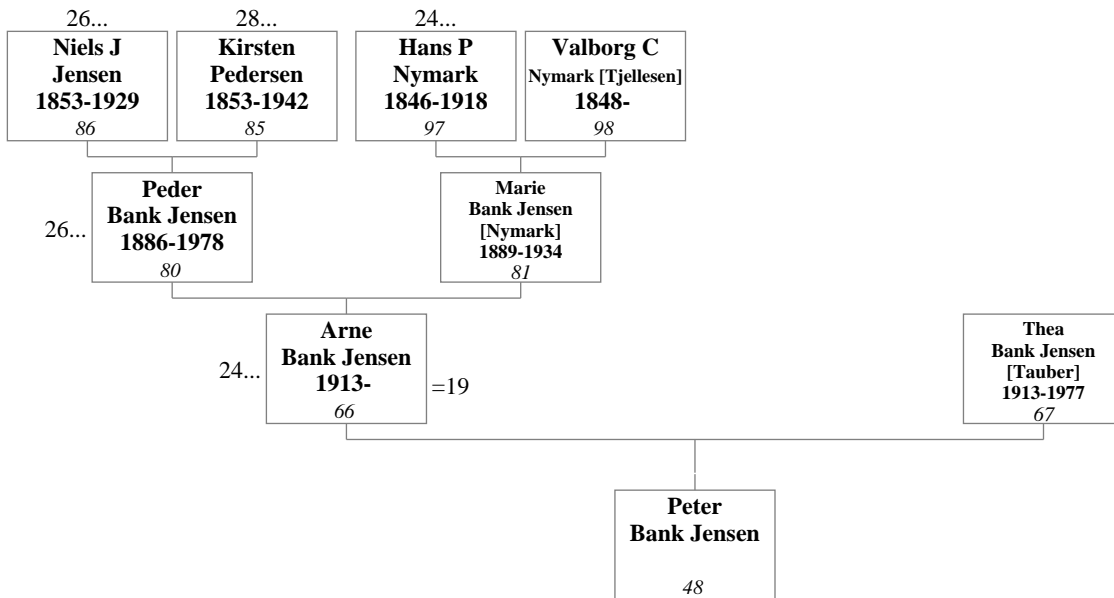 26...
28...
24...
Niels J
Jensen
1853-1929
86
Kirsten
Pedersen
1853-1942
85
Hans P
Nymark
1846-1918
97
Valborg C
Nymark [Tjellesen]
1848-
98
26...
Peder
Bank Jensen
1886-1978
80
Marie
Bank Jensen
[Nymark]
1889-1934
81
24...
Arne
Bank Jensen
1913-
66
=19
Thea
Bank Jensen
[Tauber]
1913-1977
67
Peter
Bank Jensen
48